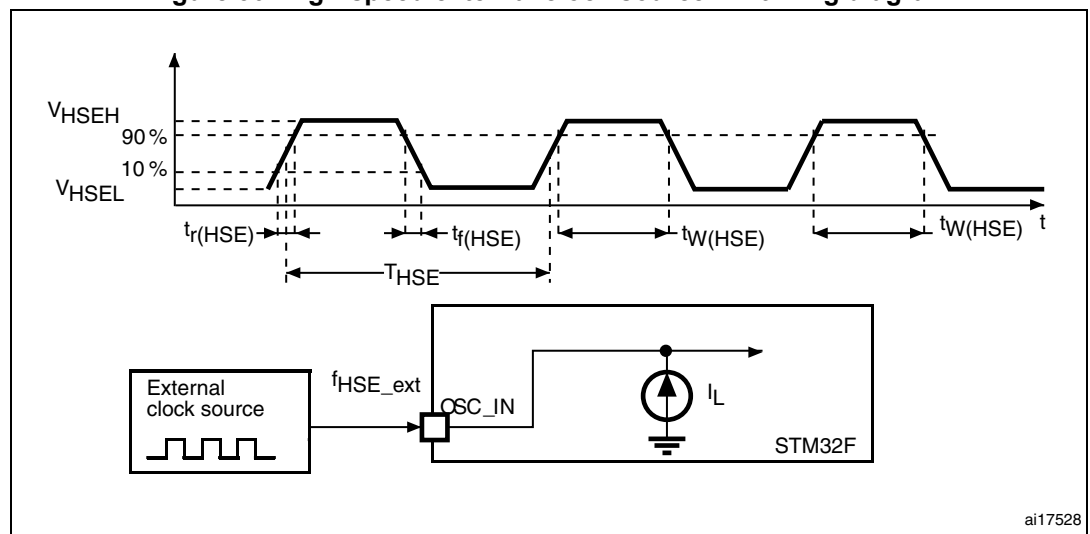 V_HSEH
90 %
10 %
V_HSEL
t_r(HSE)
t_f(HSE)
t_W(HSE)
t_W(HSE)
t
T_HSE
External
clock source
f_HSE_ext
OSC_IN
I_L
STM32F
ai17528